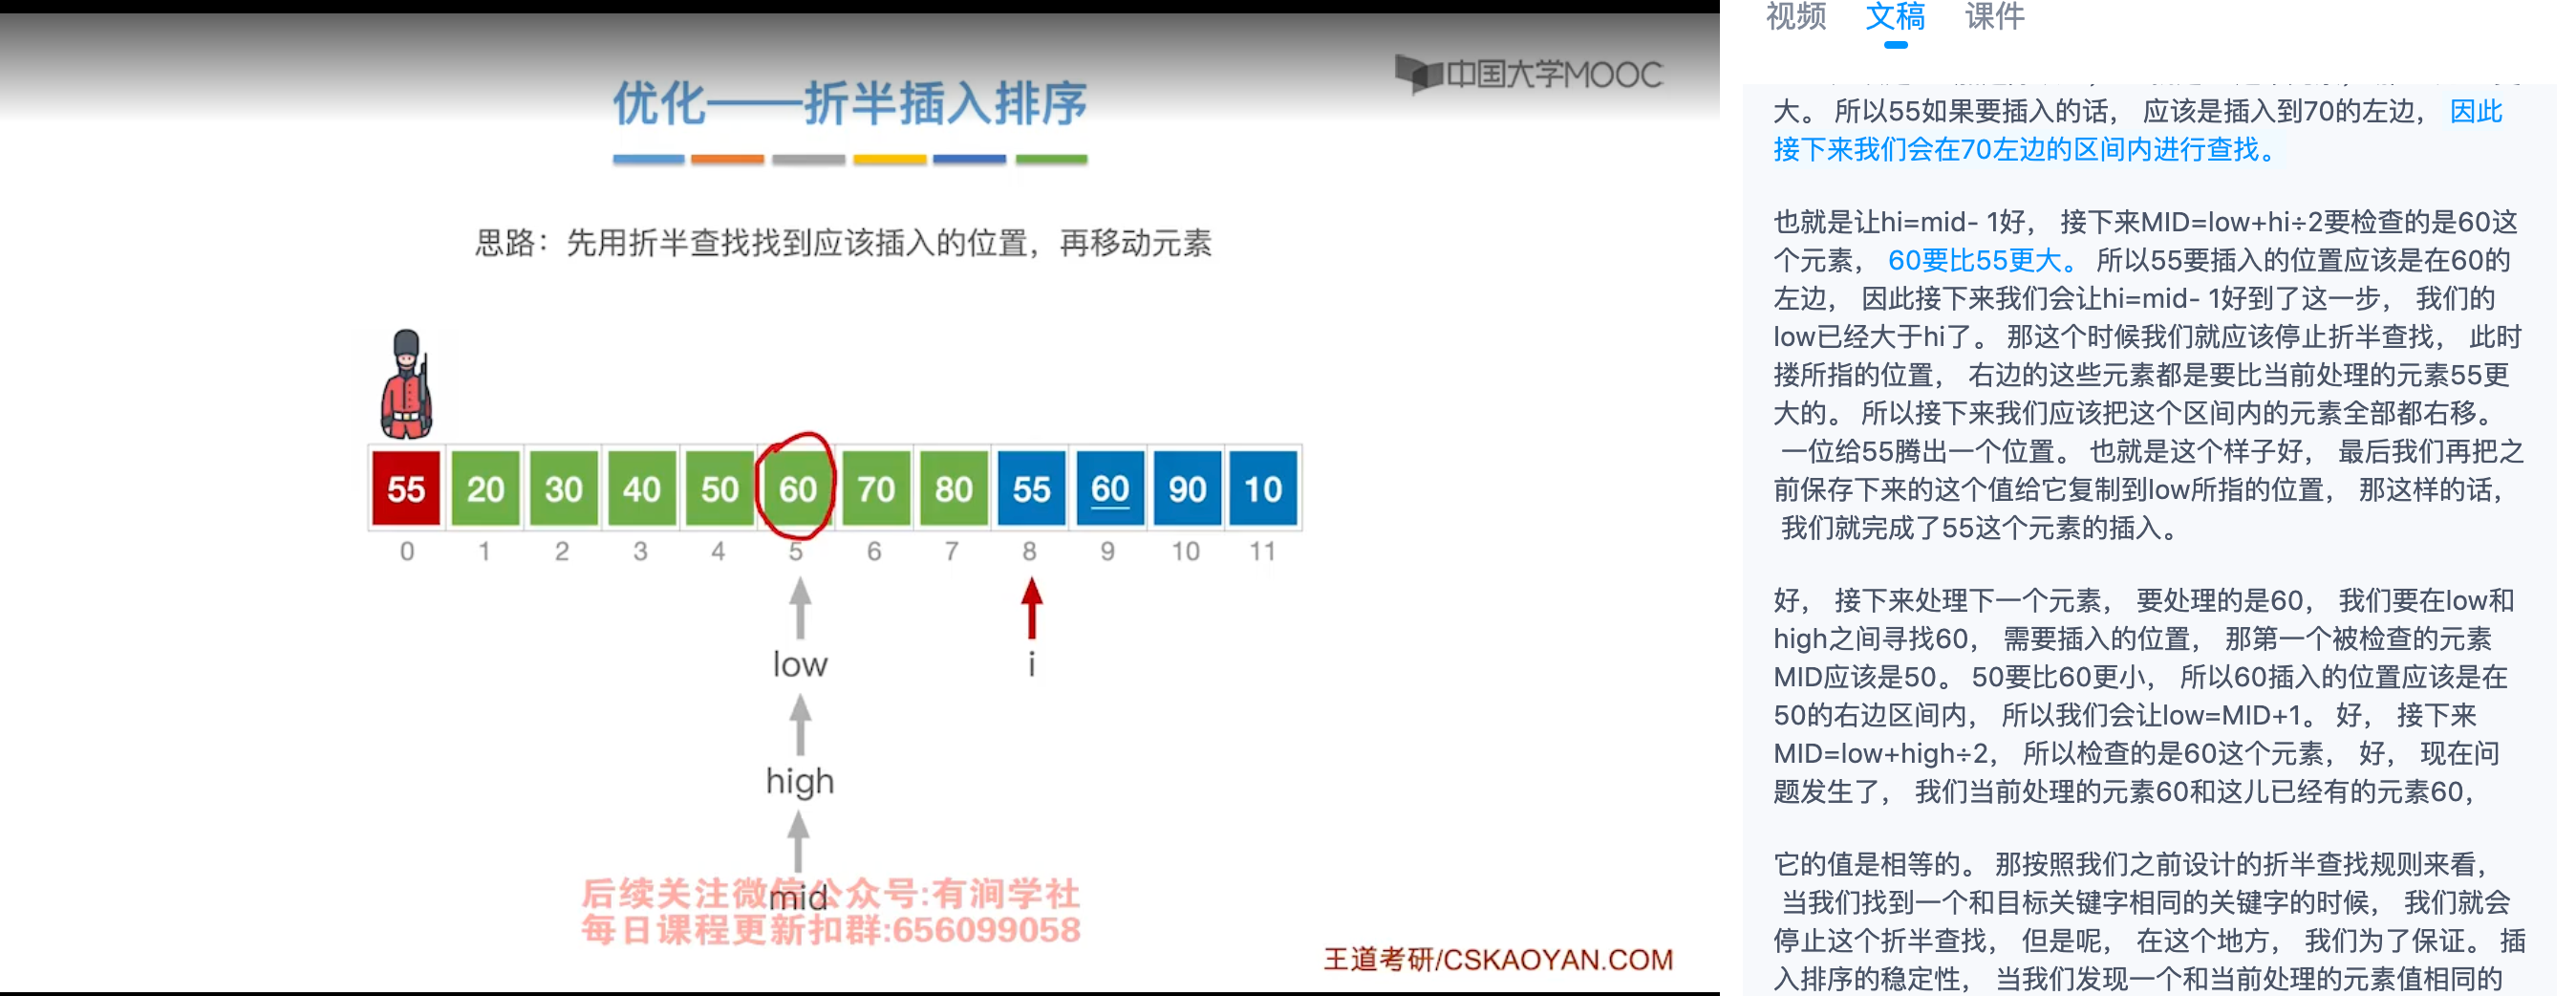 中国大学MOOC
优化——折半插入排序
思路：先用折半查找找到应该插入的位置，再移动元素
55 20 30 40 50 60 70 80 55 60 90 10
0 1 2 3 4 5 6 7 8 9 10 11
low i
high
mid
后续关注微信公众号:有涧学社
每日课程更新扣群:656099058
王道考研/CSKAOYAN.COM
视频 文稿 课件
大。 所以55如果要插入的话， 应该是插入到70的左边， 因此
接下来我们会在70左边的区间内进行查找。
也就是让hi=mid- 1好， 接下来MID=low+hi÷2要检查的是60这
个元素， 60要比55更大。 所以55要插入的位置应该是在60的
左边， 因此接下来我们会让hi=mid- 1好到了这一步， 我们的
low已经大于hi了。 那这个时候我们就应该停止折半查找， 此时
搂所指的位置， 右边的这些元素都是要比当前处理的元素55更
大的。 所以接下来我们应该把这个区间内的元素全部都右移。
一位给55腾出一个位置。 也就是这个样子好， 最后我们再把之
前保存下来的这个值给它复制到low所指的位置， 那这样的话，
我们就完成了55这个元素的插入。
好， 接下来处理下一个元素， 要处理的是60， 我们要在low和
high之间寻找60， 需要插入的位置， 那第一个被检查的元素
MID应该是50。 50要比60更小， 所以60插入的位置应该是在
50的右边区间内， 所以我们会让low=MID+1。 好， 接下来
MID=low+high÷2， 所以检查的是60这个元素， 好， 现在问
题发生了， 我们当前处理的元素60和这儿已经有的元素60，
它的值是相等的。 那按照我们之前设计的折半查找规则来看，
当我们找到一个和目标关键字相同的关键字的时候， 我们就会
停止这个折半查找， 但是呢， 在这个地方， 我们为了保证。 插
入排序的稳定性， 当我们发现一个和当前处理的元素值相同的